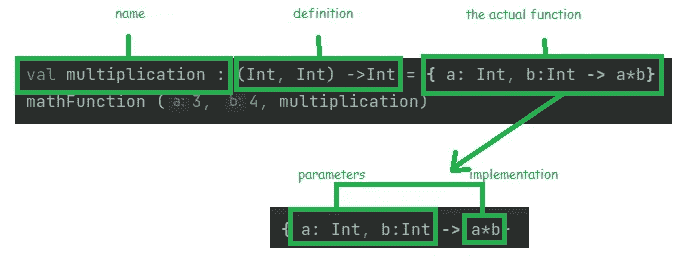 name definition the actual function
val multiplication : (Int, Int) ->Int = { a: Int, b:Int -> a*b}
mathFunction ( a: 3, b: 4, multiplication)
parameters implementation
{ a: Int, b:Int -> a*b}